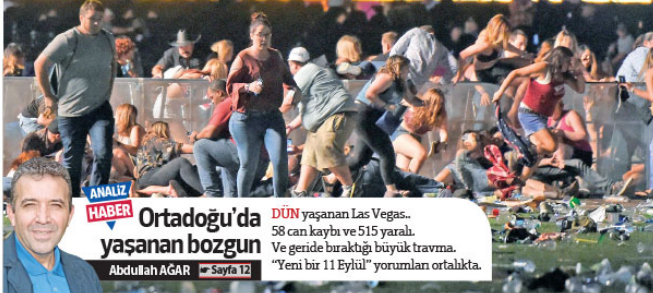 ANALİZ
HABER
Ortadoğu'da
yaşanan bozgun
Abdullah AĞAR
Sayfa 12
DÜN yaşanan Las Vegas..
58 can kaybı ve 515 yaralı.
Ve geride bıraktığı büyük travma.
"Yeni bir 11 Eylül" yorumları ortalıkta.